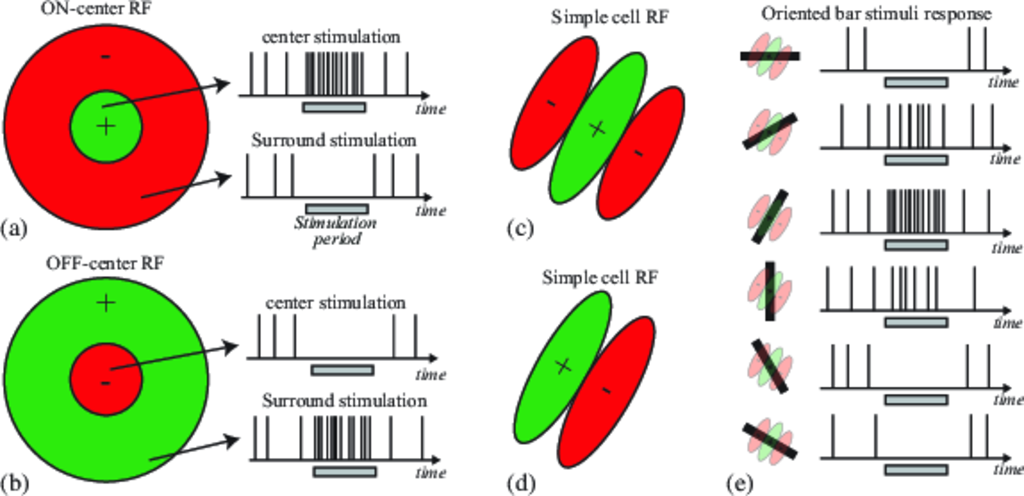 ON-center RF
-
+
center stimulation
time
Surround stimulation
time
Stimulation
period
(a)
OFF-center RF
+
-
center stimulation
time
Surround stimulation
time
(b)
Simple cell RF
-
+
-
(c)
Simple cell RF
+
-
(d)
Oriented bar stimuli response
time
time
time
time
time
time
(e)